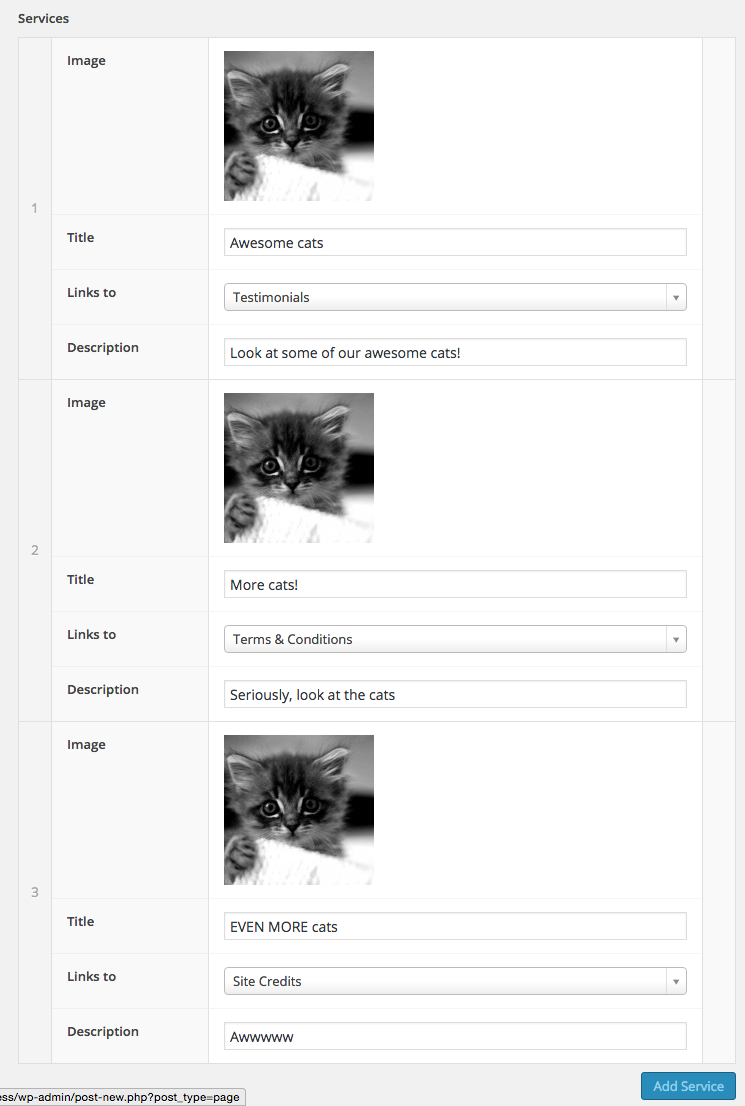 Services
1
Image
Title
Awesome cats
Links to
Testimonials
Description
Look at some of our awesome cats!
2
Image
Title
More cats!
Links to
Terms & Conditions
Description
Seriously, look at the cats
3
Image
Title
EVEN MORE cats
Links to
Site Credits
Description
Awwwww
Add Service
ess/wp-admin/post-new.php?post_type=page